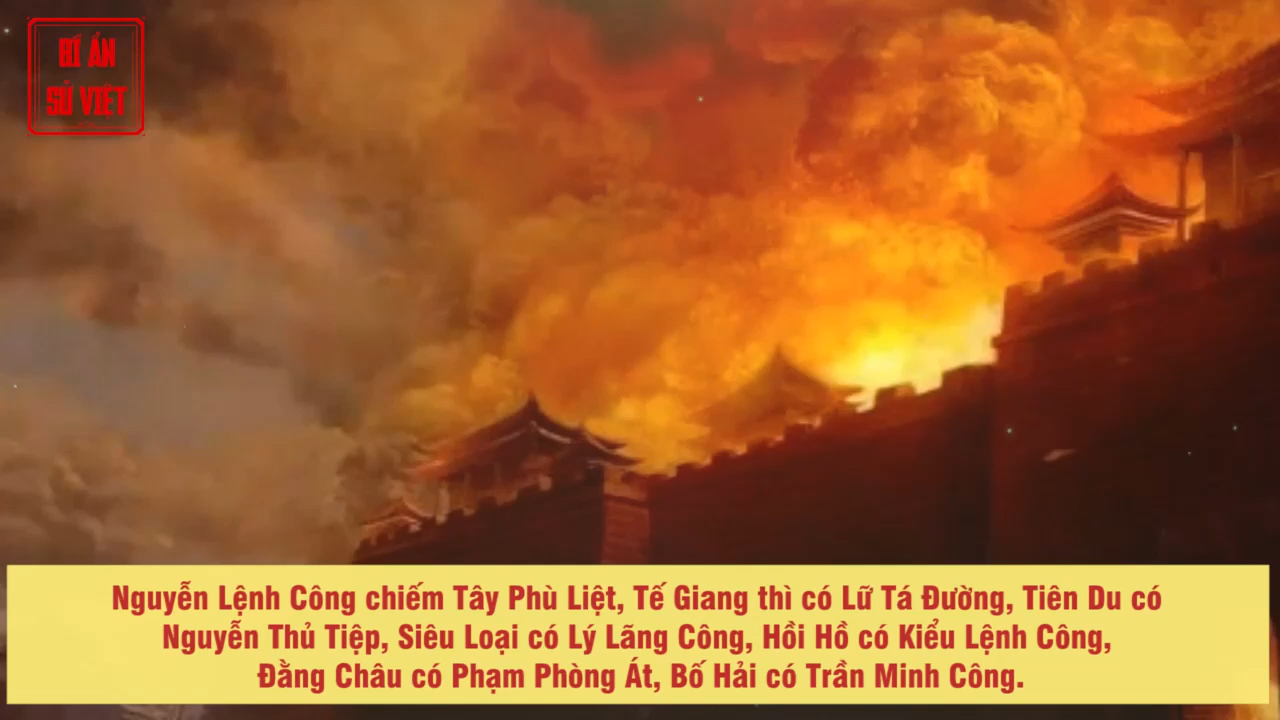 BÍ ẨN
SỬ VIỆT
Nguyễn Lệnh Công chiếm Tây Phù Liệt, Tế Giang thì có Lữ Tá Đường, Tiên Du có
Nguyễn Thủ Tiệp, Siêu Loại có Lý Lãng Công, Hồi Hồ có Kiểu Lệnh Công,
Đằng Châu có Phạm Phòng Át, Bố Hải có Trần Minh Công.